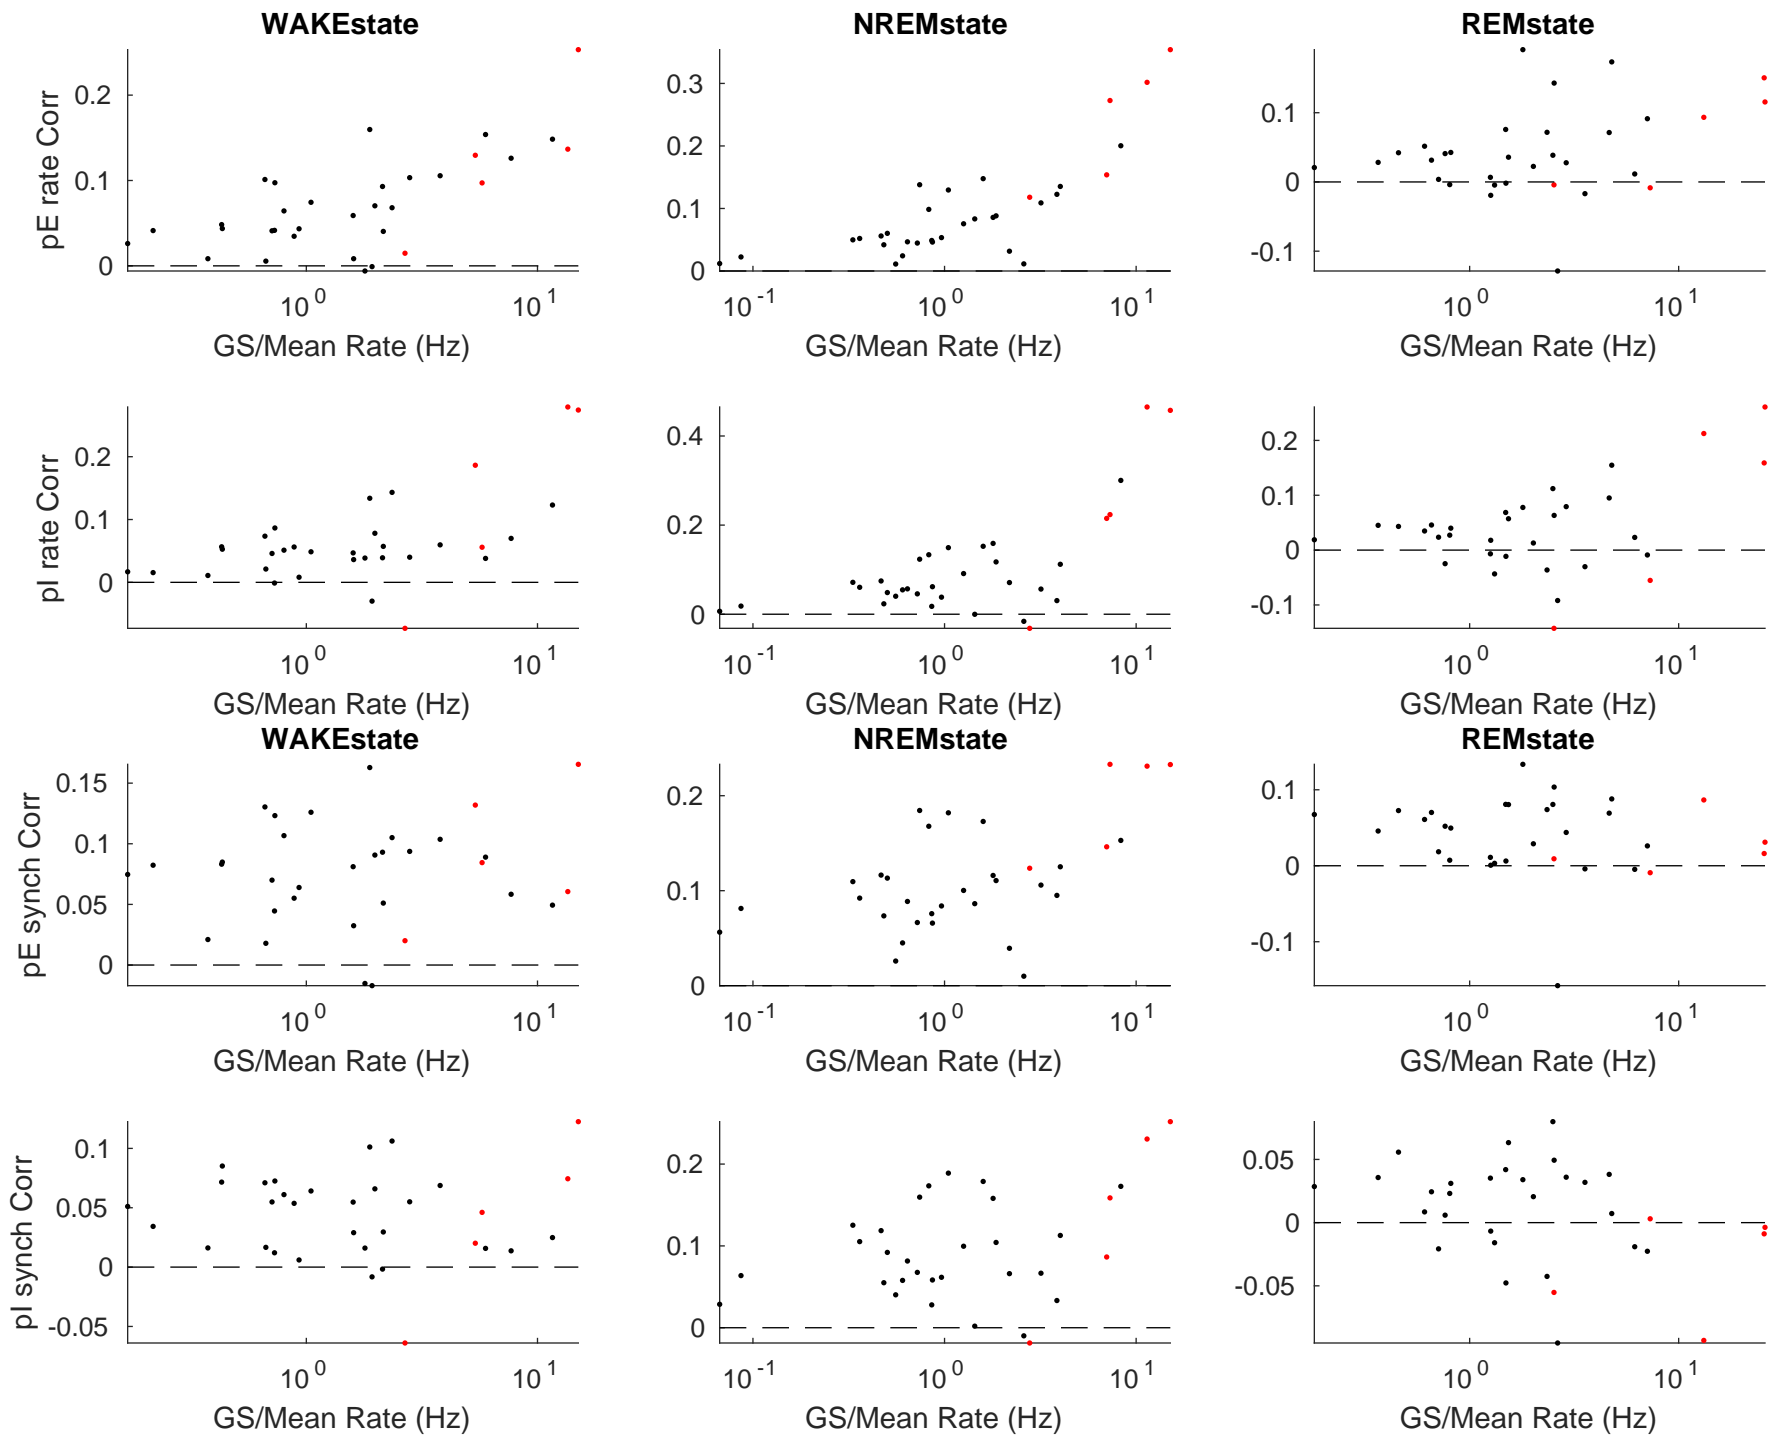 WAKEstate NREMstate REMstate
pE rate Corr
0.2
0.1
0
10^0 10^1
GS/Mean Rate (Hz)
0.3
0.2
0.1
0
10^-1 10^0 10^1
GS/Mean Rate (Hz)
0.1
0
-0.1
10^0 10^1
GS/Mean Rate (Hz)
pI rate Corr
0.2
0.1
0
10^0 10^1
GS/Mean Rate (Hz)
0.4
0.2
0
10^-1 10^0 10^1
GS/Mean Rate (Hz)
0.2
0.1
0
-0.1
10^0 10^1
GS/Mean Rate (Hz)
WAKEstate NREMstate REMstate
pE synch Corr
0.15
0.1
0.05
0
10^0 10^1
GS/Mean Rate (Hz)
0.2
0.1
0
10^-1 10^0 10^1
GS/Mean Rate (Hz)
0.1
0
-0.1
10^0 10^1
GS/Mean Rate (Hz)
pI synch Corr
0.1
0.05
0
-0.05
10^0 10^1
GS/Mean Rate (Hz)
0.2
0.1
0
10^-1 10^0 10^1
GS/Mean Rate (Hz)
0.05
0
-0.05
10^0 10^1
GS/Mean Rate (Hz)